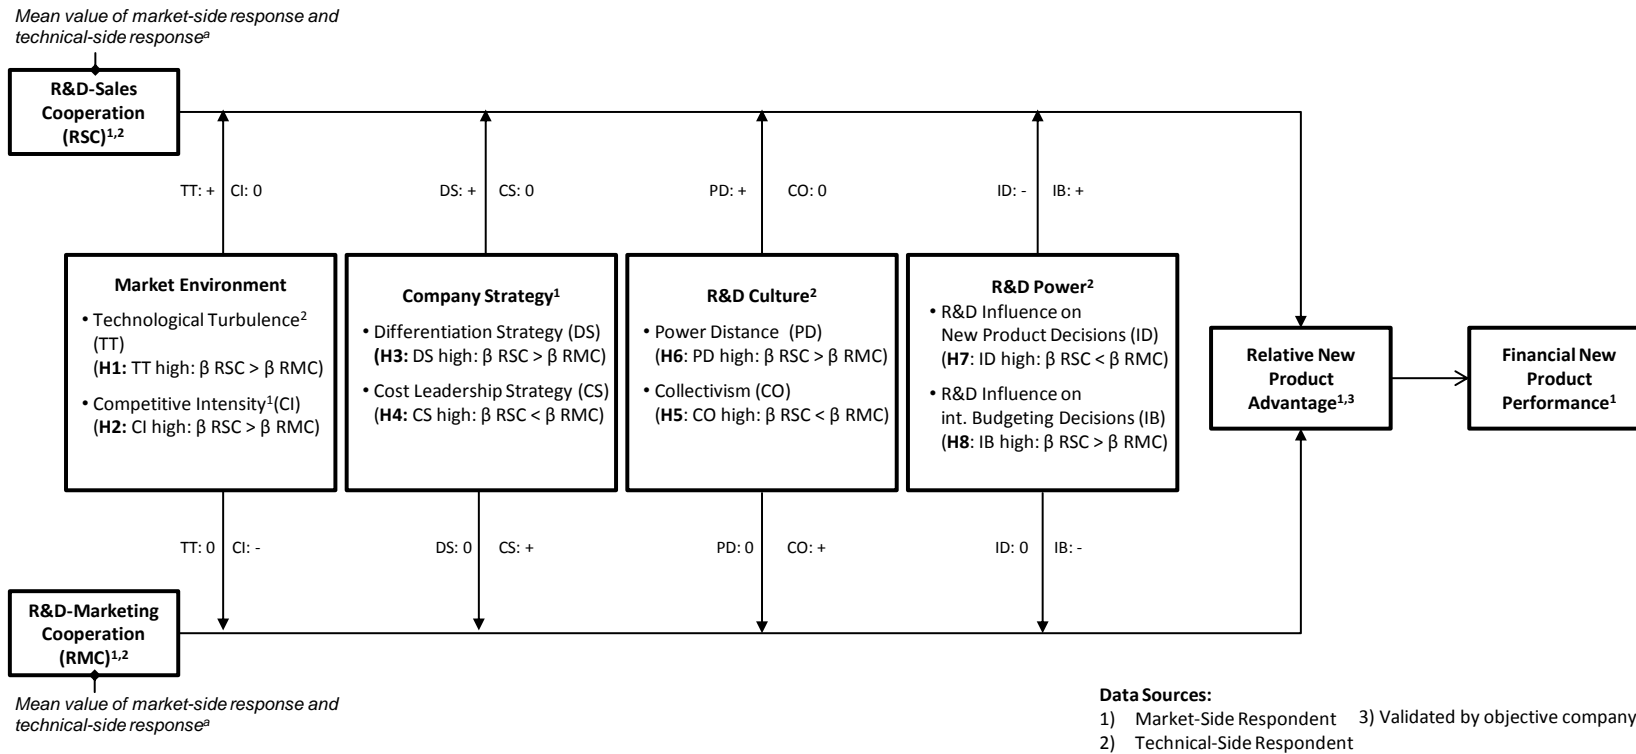 Mean value of market-side response and
technical-side responseᵃ
R&D-Sales
Cooperation
(RSC)¹,²
TT: + CI: 0
DS: + CS: 0
PD: + CO: 0
ID: - IB: +
Market Environment
• Technological Turbulence²
(TT)
(H1: TT high: β RSC > β RMC)
• Competitive Intensity¹(CI)
(H2: CI high: β RSC > β RMC)
Company Strategy¹
• Differentiation Strategy (DS)
(H3: DS high: β RSC > β RMC)
• Cost Leadership Strategy (CS)
(H4: CS high: β RSC < β RMC)
R&D Culture²
• Power Distance (PD)
(H6: PD high: β RSC > β RMC)
• Collectivism (CO)
(H5: CO high: β RSC < β RMC)
R&D Power²
• R&D Influence on
New Product Decisions (ID)
(H7: ID high: β RSC < β RMC)
• R&D Influence on
int. Budgeting Decisions (IB)
(H8: IB high: β RSC > β RMC)
Relative New
Product
Advantage¹,³
Financial New
Product
Performance¹
TT: 0 CI: -
DS: 0 CS: +
PD: 0 CO: +
ID: 0 IB: -
R&D-Marketing
Cooperation
(RMC)¹,²
Mean value of market-side response and
technical-side responseᵃ
Data Sources:
1) Market-Side Respondent 3) Validated by objective company
2) Technical-Side Respondent